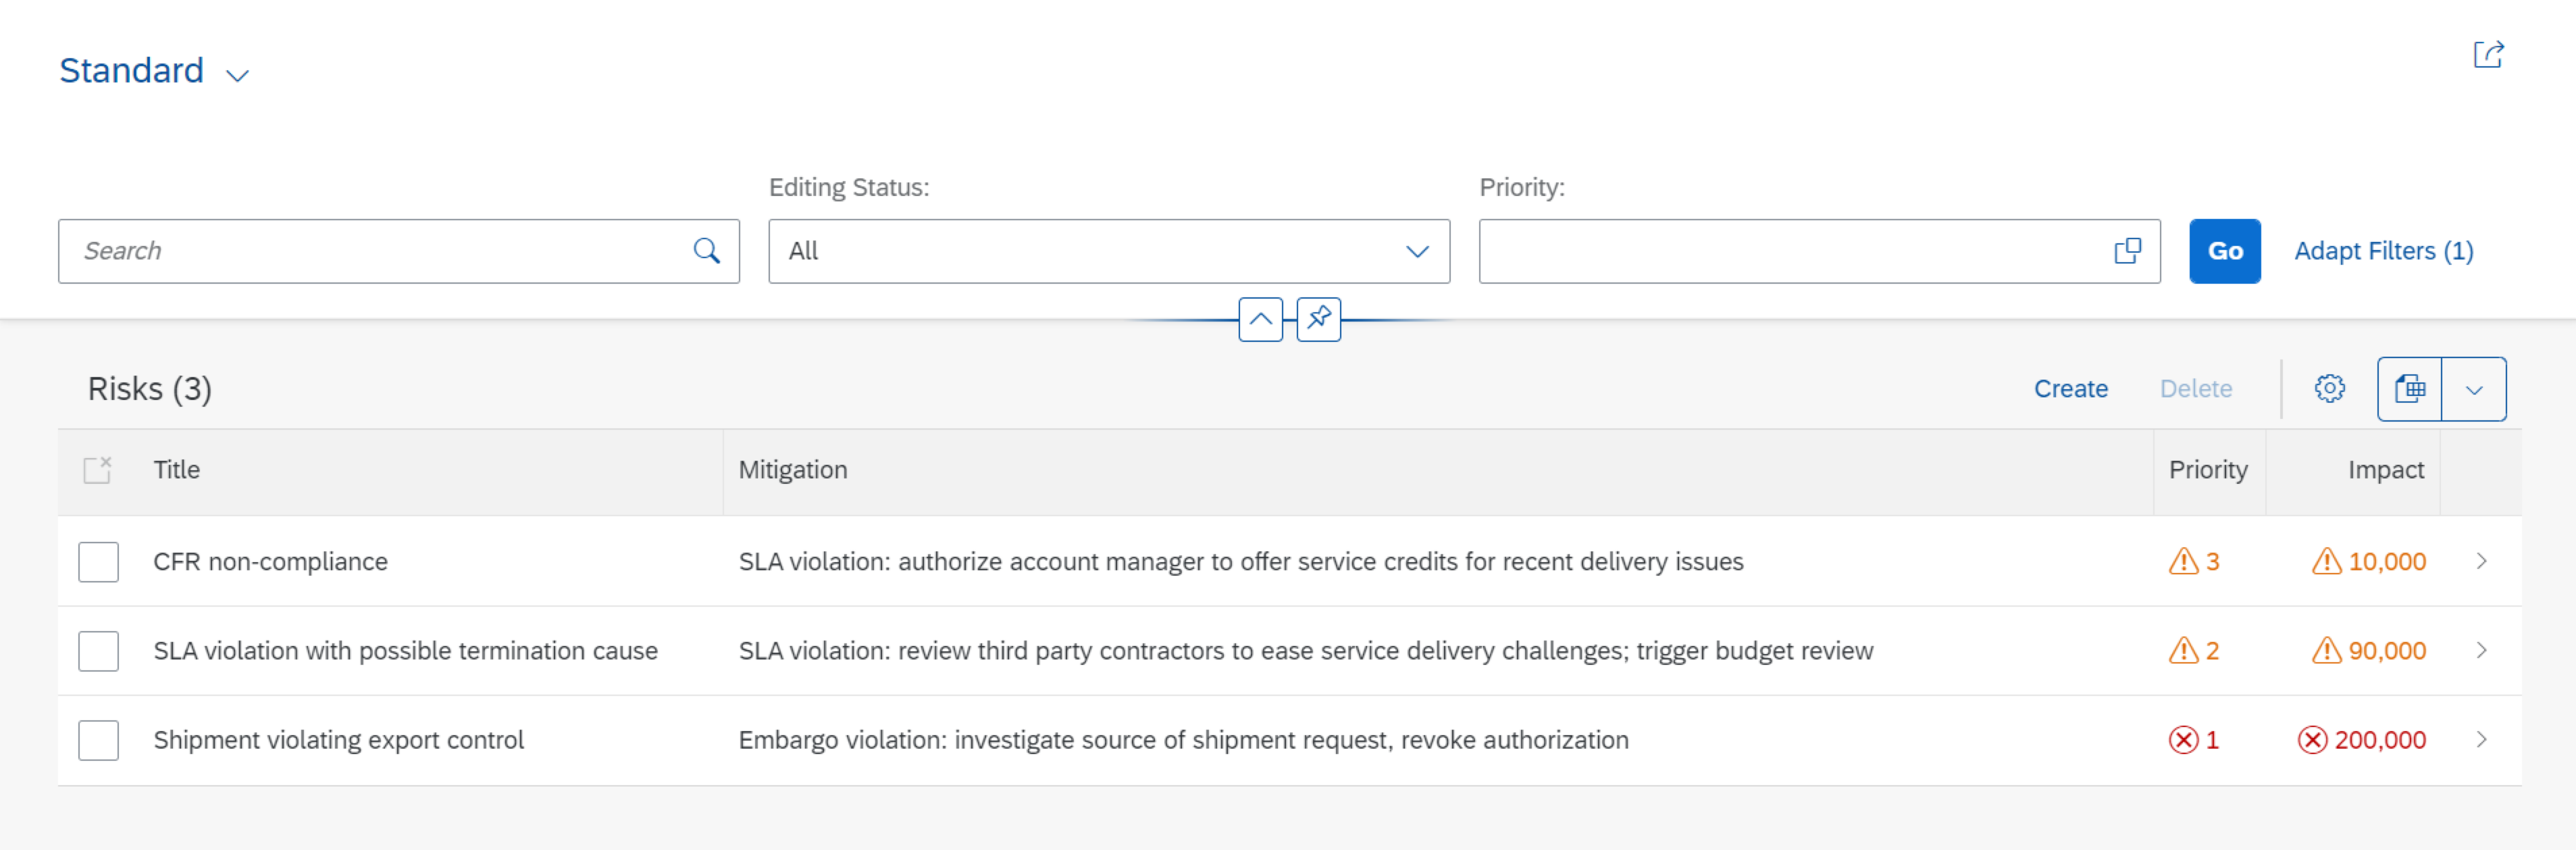 Standard
Editing Status:
Priority:
Search
All
Go
Adapt Filters (1)
Risks (3)
Create
Delete
Title
Mitigation
Priority
Impact
CFR non-compliance
SLA violation: authorize account manager to offer service credits for recent delivery issues
3
10,000
SLA violation with possible termination cause
SLA violation: review third party contractors to ease service delivery challenges; trigger budget review
2
90,000
Shipment violating export control
Embargo violation: investigate source of shipment request, revoke authorization
1
200,000